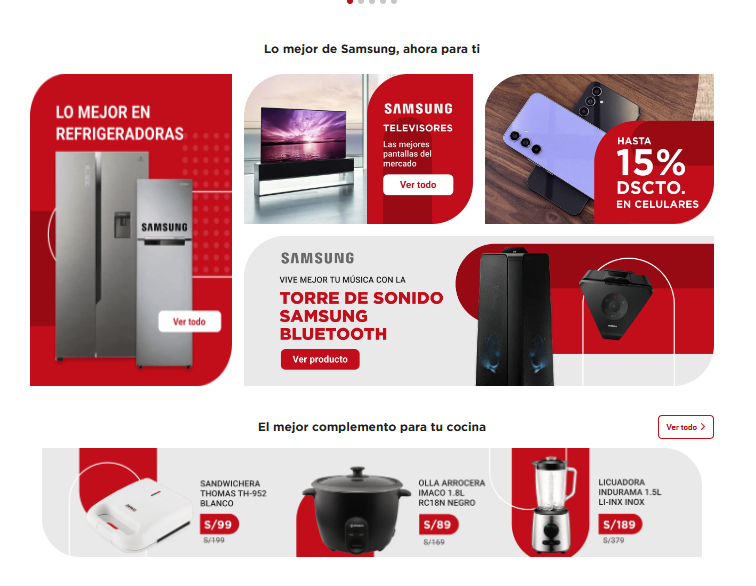 Lo mejor de Samsung, ahora para ti
LO MEJOR EN
REFRIGERADORAS
SAMSUNG
Ver todo
SAMSUNG
TELEVISORES
Las mejores
pantallas del
mercado
Ver todo
HASTA
15%
DSCTO.
EN CELULARES
SAMSUNG
VIVE MEJOR TU MÚSICA CON LA
TORRE DE SONIDO
SAMSUNG
BLUETOOTH
Ver producto
El mejor complemento para tu cocina
Ver todo
SANDWICHERA
THOMAS TH-952
BLANCO
S/99
S/199
OLLA ARROCERA
IMACO 1.8L
RC18N NEGRO
S/89
S/169
LICUADORA
INDURAMA 1.5L
LI-INX INOX
S/189
S/379